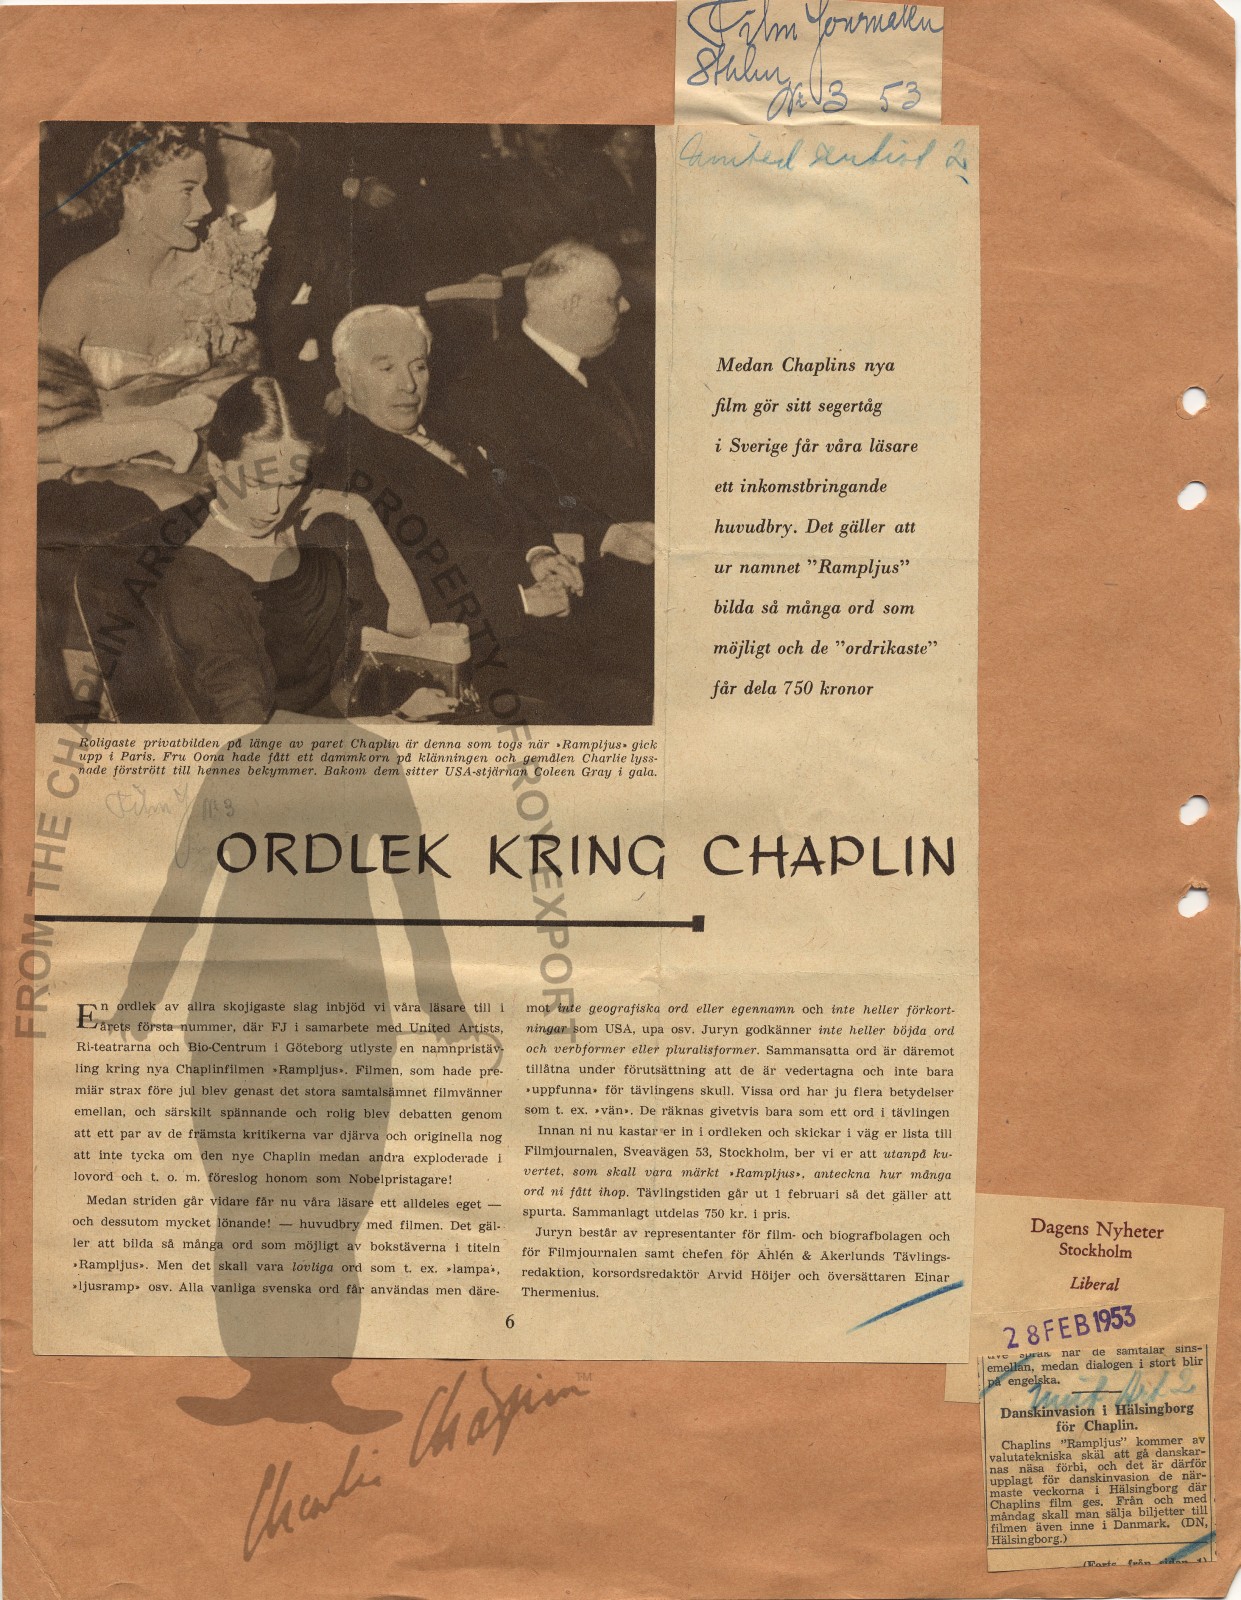 Film Journalen
Sthlm
Nr 3 53
United Artist 2
Medan Chaplins nya
film gör sitt segertåg
i Sverige får våra läsare
ett inkomstbringande
huvudbry. Det gäller att
ur namnet ”Rampljus”
bilda så många ord som
möjligt och de ”ordrikaste”
får dela 750 kronor
Roligaste privatbilden på länge av paret Chaplin är denna som togs när »Rampljus» gick
upp i Paris. Fru Oona hade fått ett dammkorn på klänningen och gemålen Charlie lyss-
nade förstrött till hennes bekymmer. Bakom dem sitter USA-stjärnan Coleen Gray i gala.
Film J nr 3
ORDLEK KRING CHAPLIN
En ordlek av allra skojigaste slag inbjöd vi våra läsare till i
årets första nummer, där FJ i samarbete med United Artists,
Ri-teatrarna och Bio-Centrum i Göteborg utlyste en namnpristäv-
ling kring nya Chaplinfilmen »Rampljus». Filmen, som hade pre-
miär strax före jul blev genast det stora samtalsämnet filmvänner
emellan, och särskilt spännande och rolig blev debatten genom
att ett par av de främsta kritikerna var djärva och originella nog
att inte tycka om den nye Chaplin medan andra exploderade i
lovord och t. o. m. föreslog honom som Nobelpristagare!
Medan striden går vidare får nu våra läsare ett alldeles eget —
och dessutom mycket lönande! — huvudbry med filmen. Det gäl-
ler att bilda så många ord som möjligt av bokstäverna i titeln
»Rampljus». Men det skall vara lovliga ord som t. ex. »lampa»,
»ljusramp» osv. Alla vanliga svenska ord får användas men däre-
mot inte geografiska ord eller egennamn och inte heller förkort-
ningar som USA, upa osv. Juryn godkänner inte heller böjda ord
och verbformer eller pluralisformer. Sammansatta ord är däremot
tillåtna under förutsättning att de är vedertagna och inte bara
»uppfunna» för tävlingens skull. Vissa ord har ju flera betydelser
som t. ex. »vän». De räknas givetvis bara som ett ord i tävlingen
Innan ni nu kastar er in i ordleken och skickar i väg er lista till
Filmjournalen, Sveavägen 53, Stockholm, ber vi er att utanpå ku-
vertet, som skall vara märkt »Rampljus», anteckna hur många
ord ni fått ihop. Tävlingstiden går ut 1 februari så det gäller att
spurta. Sammanlagt utdelas 750 kr. i pris.
Juryn består av representanter för film- och biografbolagen och
för Filmjournalen samt chefen för Åhlén & Åkerlunds Tävlings-
redaktion, korsordsredaktör Arvid Höijer och översättaren Einar
Thermenius.
6
Dagens Nyheter
Stockholm
Liberal
28 FEB 1953
tive språk när de samtalar sins-
emellan, medan dialogen i stort blir
på engelska.
Unit Art 2
Danskinvasion i Hälsingborg
för Chaplin.
Chaplins ”Rampljus” kommer av
valutatekniska skäl att gå danskar-
nas näsa förbi, och det är därför
upplagt för danskinvasion de när-
maste veckorna i Hälsingborg där
Chaplins film ges. Från och med
måndag skall man sälja biljetter till
filmen även inne i Danmark. (DN,
Hälsingborg.)
(Forts. från sidan 1)
FROM THE CHAPLIN ARCHIVES, PROPERTY OF ROY EXPORT
Charlie Chaplin
TM